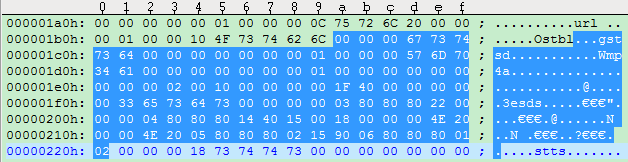 0 1 2 3 4 5 6 7 8 9 a b c d e f
000001a0h: 00 00 00 00 00 01 00 00 00 0C 75 72 6C 20 00 00 ; ..........url ..
000001b0h: 00 01 00 00 10 4F 73 74 62 6C 00 00 00 67 73 74 ; .....Ostbl...gst
000001c0h: 73 64 00 00 00 00 00 00 00 01 00 00 00 57 6D 70 ; sd...........Wmp
000001d0h: 34 61 00 00 00 00 00 00 00 01 00 00 00 00 00 00 ; 4a..............
000001e0h: 00 00 00 02 00 10 00 00 00 00 1F 40 00 00 00 00 ; ...........@....
000001f0h: 00 33 65 73 64 73 00 00 00 00 03 80 80 80 22 00 ; .3esds.....€€€".
00000200h: 00 00 04 80 80 80 14 40 15 00 18 00 00 00 4E 20 ; ...€€€.@......N
00000210h: 00 00 4E 20 05 80 80 80 02 15 90 06 80 80 80 01 ; ..N .€€€..?€€€.
00000220h: 02 00 00 00 18 73 74 74 73 00 00 00 00 00 00 00 ; .....stts.......